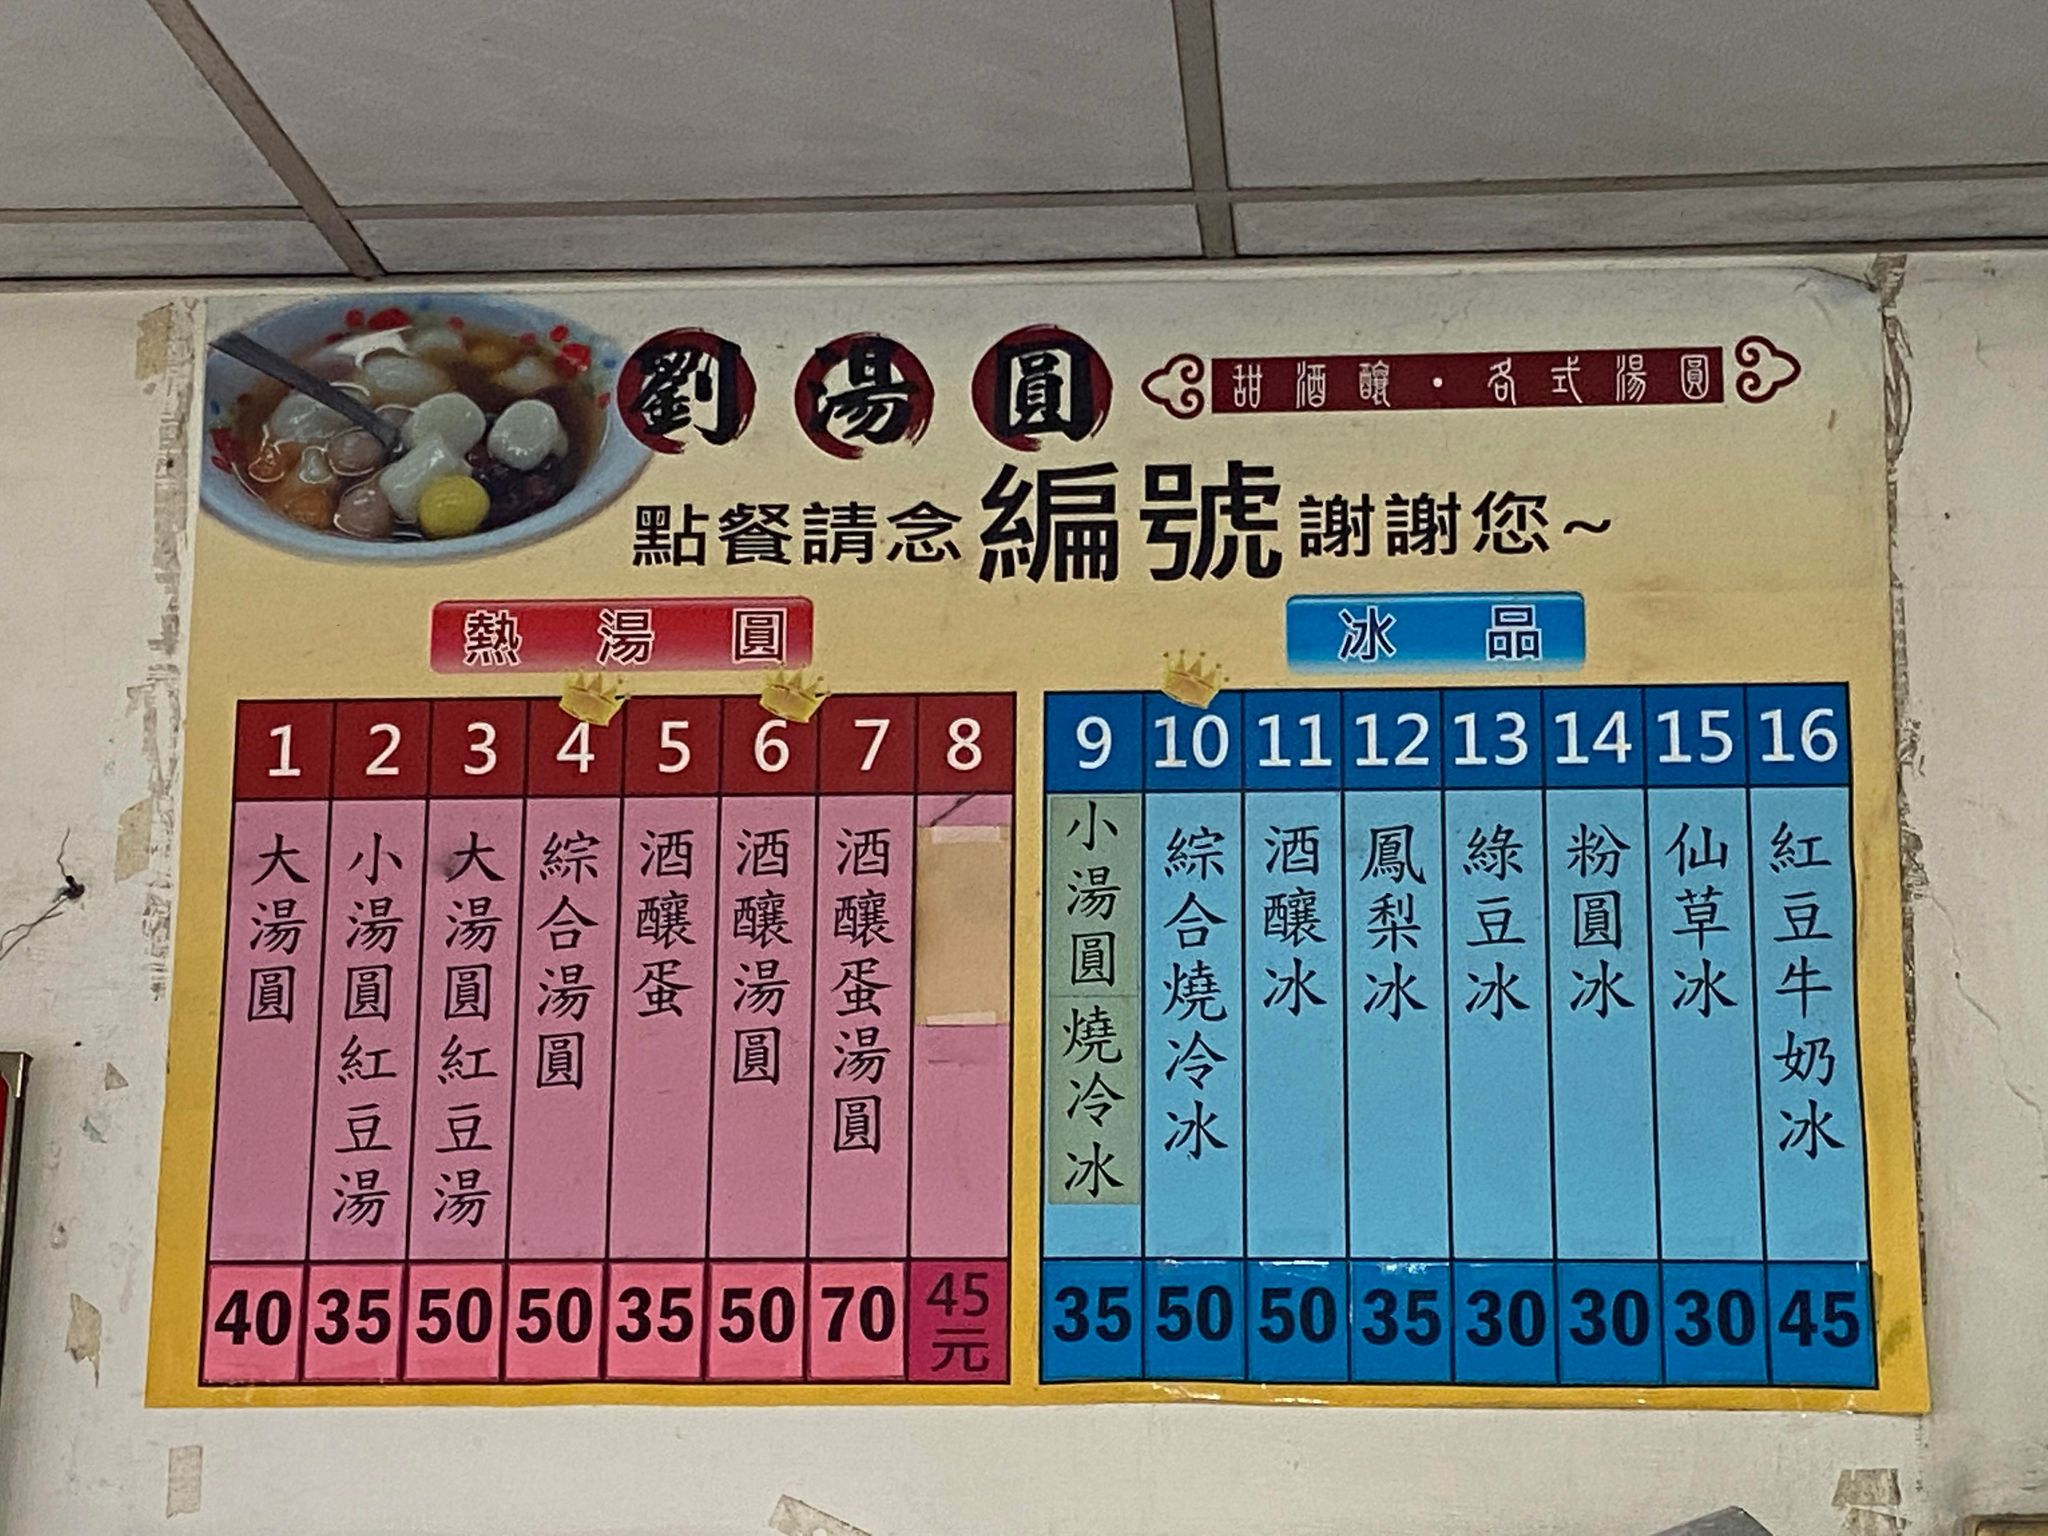 劉湯圓
甜酒釀・各式湯圓
點餐請念編號謝謝您~
熱湯圓
1
大湯圓
40
2
小湯圓紅豆湯
35
3
大湯圓紅豆湯
50
4
綜合湯圓
50
5
酒釀蛋
35
6
酒釀湯圓
50
7
酒釀蛋湯圓
70
8
45元
冰品
9
小湯圓燒冷冰
35
10
綜合燒冷冰
50
11
酒釀冰
50
12
鳳梨冰
35
13
綠豆冰
30
14
粉圓冰
30
15
仙草冰
30
16
紅豆牛奶冰
45